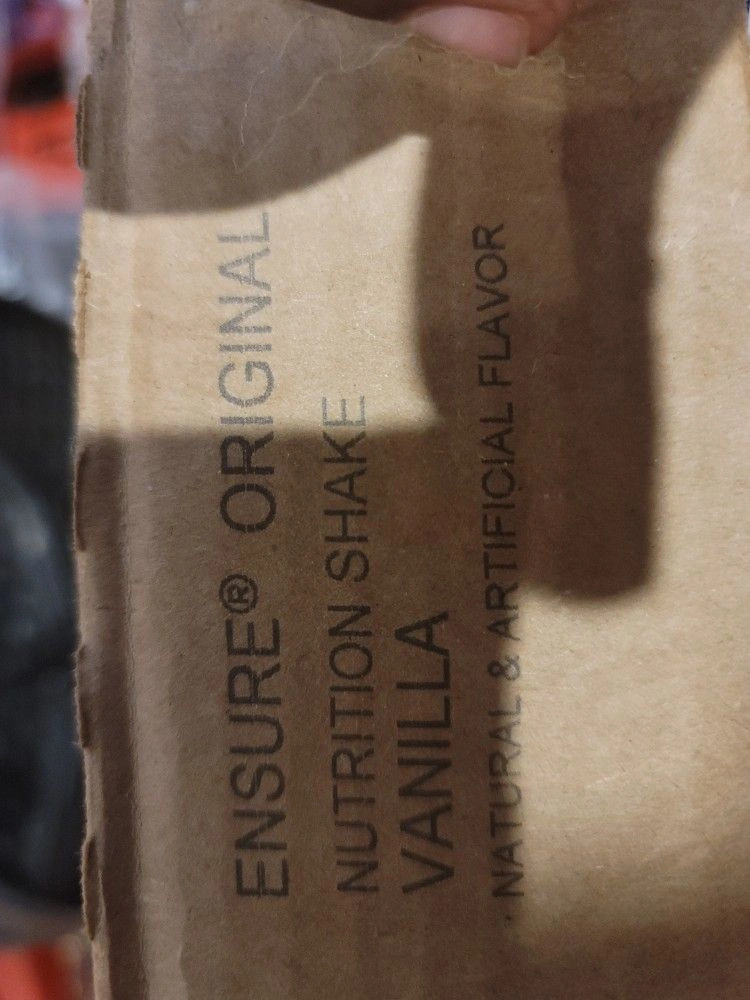 ENSURE® ORIGINAL
NUTRITION SHAKE
VANILLA
NATURAL & ARTIFICIAL FLAVOR